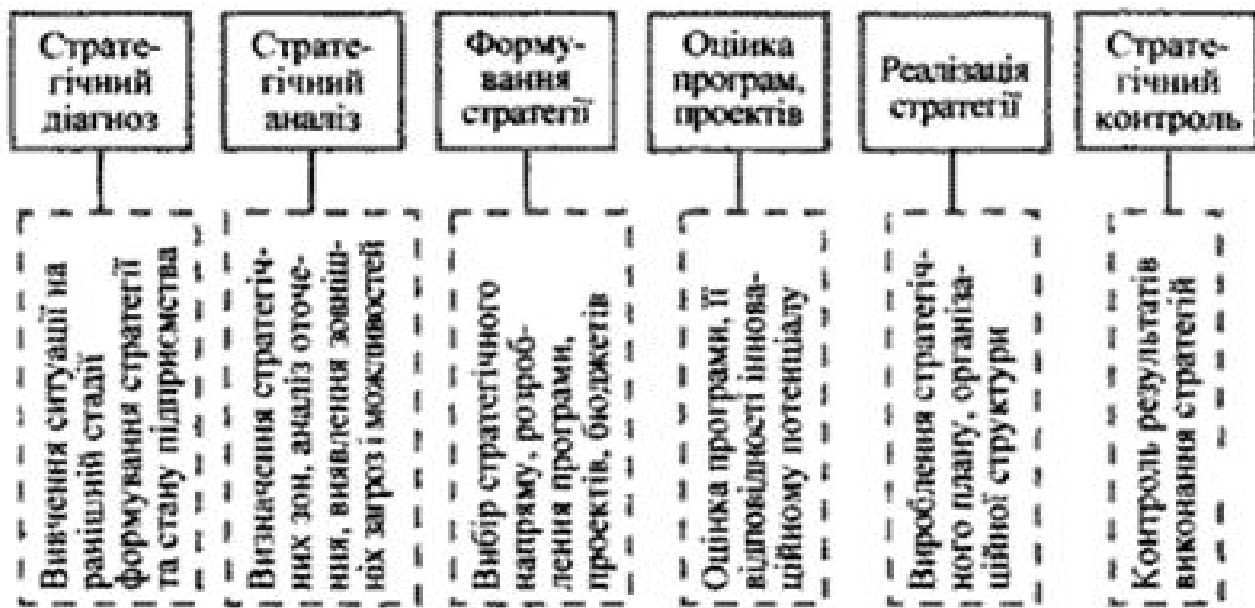 Страте-
гічний
діагноз
Страте-
гічний
аналіз
Форму-
вання
стратегії
Оцінка
програм,
проектів
Реалізація
стратегії
Страте-
гічний
контроль
Вивчення ситуації на
ранішній стадії
формування стратегії
та стану підприємства
Визначення стратегіч-
них зон, аналіз оточе-
ння, виявлення зовніш-
ніх загроз і можливостей
Вибір стратегічного
напряму, розроб-
лення програми,
проектів, бюджетів
Оцінка програми, її
відповідності іннова-
ційному потенціалу
Вироблення стратегіч-
ного плану, організа-
ційної структури
Контроль результатів
виконання стратегій